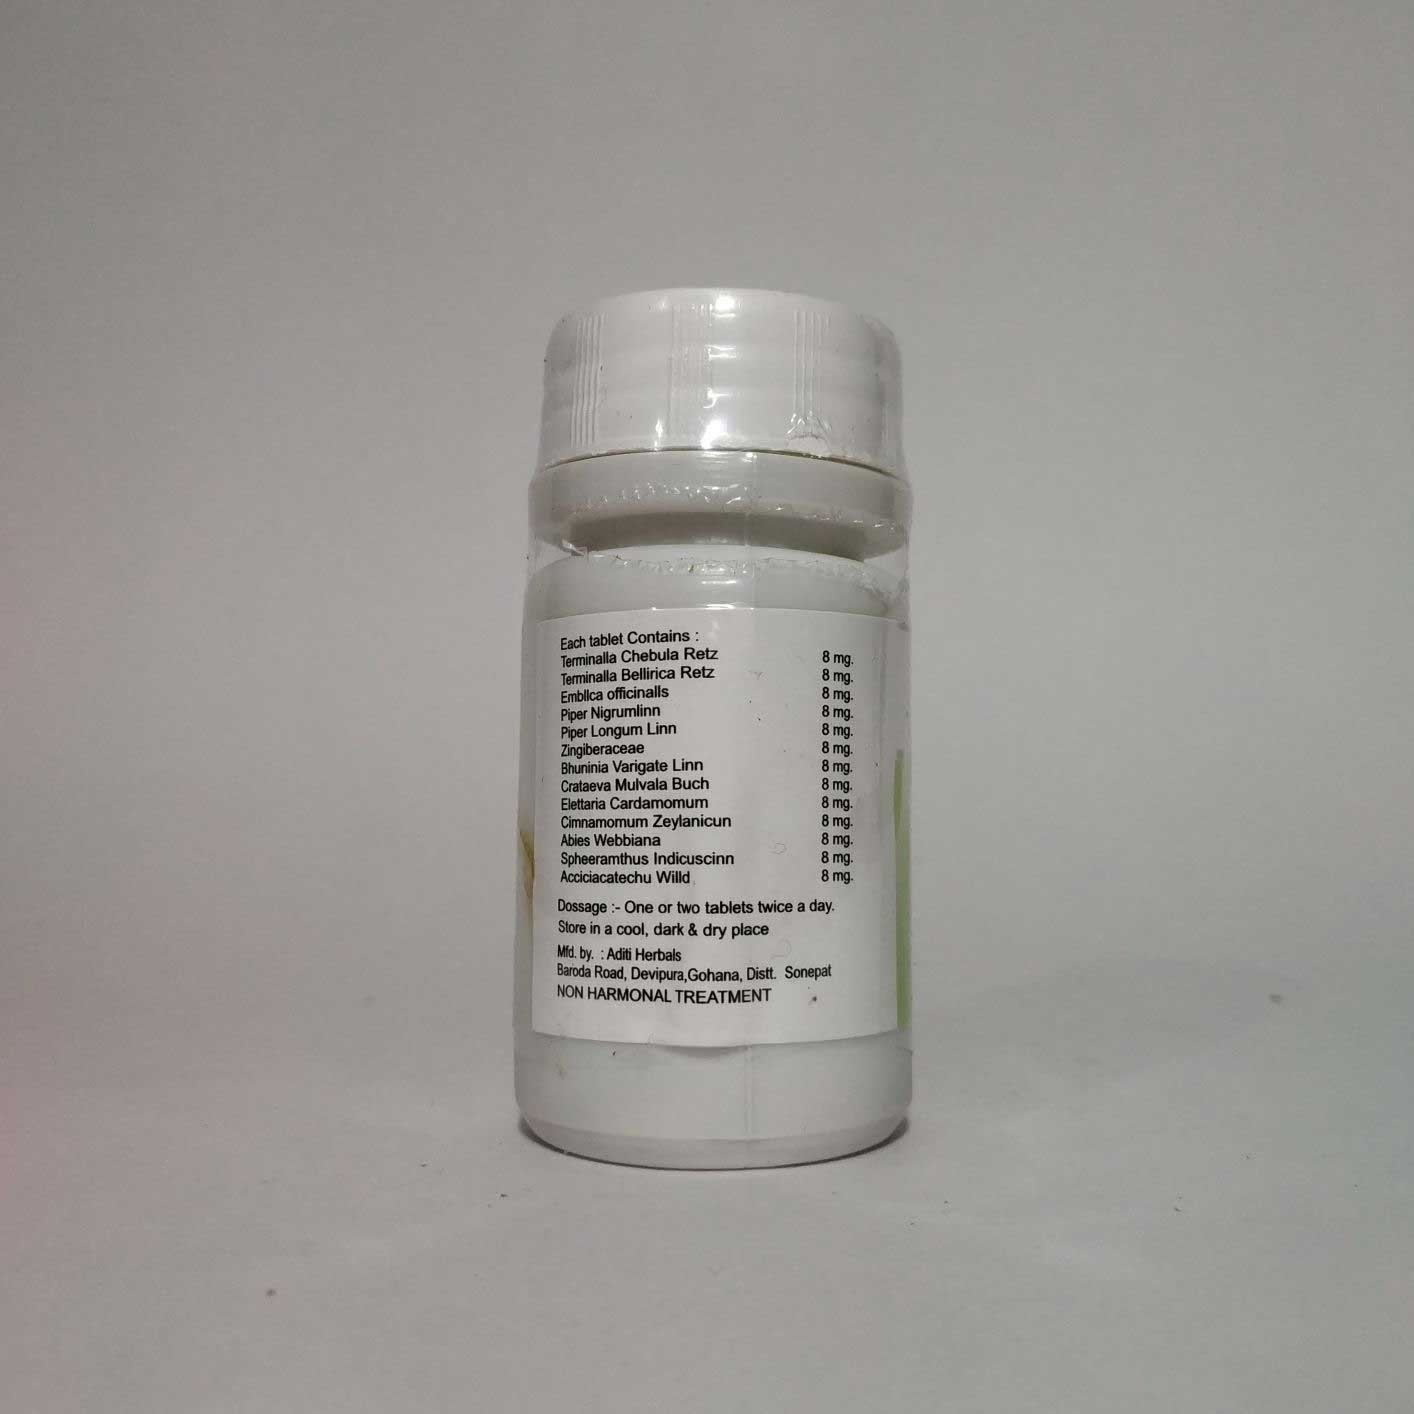 Each tablet Contains :
Terminalla Chebula Retz 8 mg.
Terminalla Bellirica Retz 8 mg.
Embllca officinalls 8 mg.
Piper Nigrumlinn 8 mg.
Piper Longum Linn 8 mg.
Zingiberaceae 8 mg.
Bhuninia Varigate Linn 8 mg.
Crataeva Mulvala Buch 8 mg.
Elettaria Cardamomum 8 mg.
Cimnamomum Zeylanicun 8 mg.
Abies Webbiana 8 mg.
Spheeramthus Indicuscinn 8 mg.
Acciciacatechu Willd 8 mg.
Dossage :- One or two tablets twice a day.
Store in a cool, dark & dry place
Mfd. by. : Aditi Herbals
Baroda Road, Devipura,Gohana, Distt. Sonepat
NON HARMONAL TREATMENT